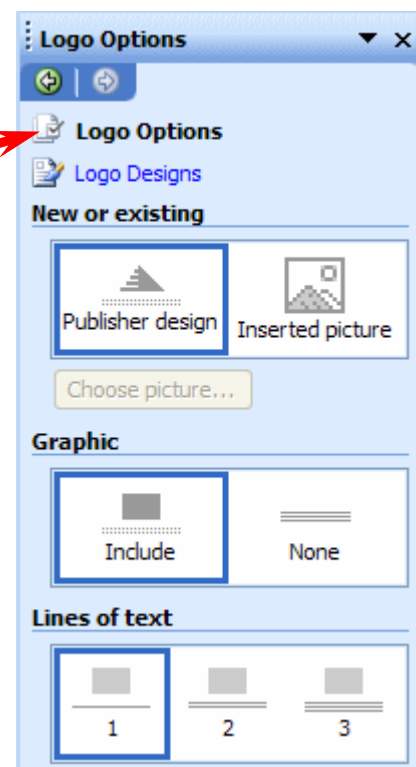 Logo Options
Logo Options
Logo Designs
New or existing
Publisher design
Inserted picture
Choose picture...
Graphic
Include
None
Lines of text
1
2
3